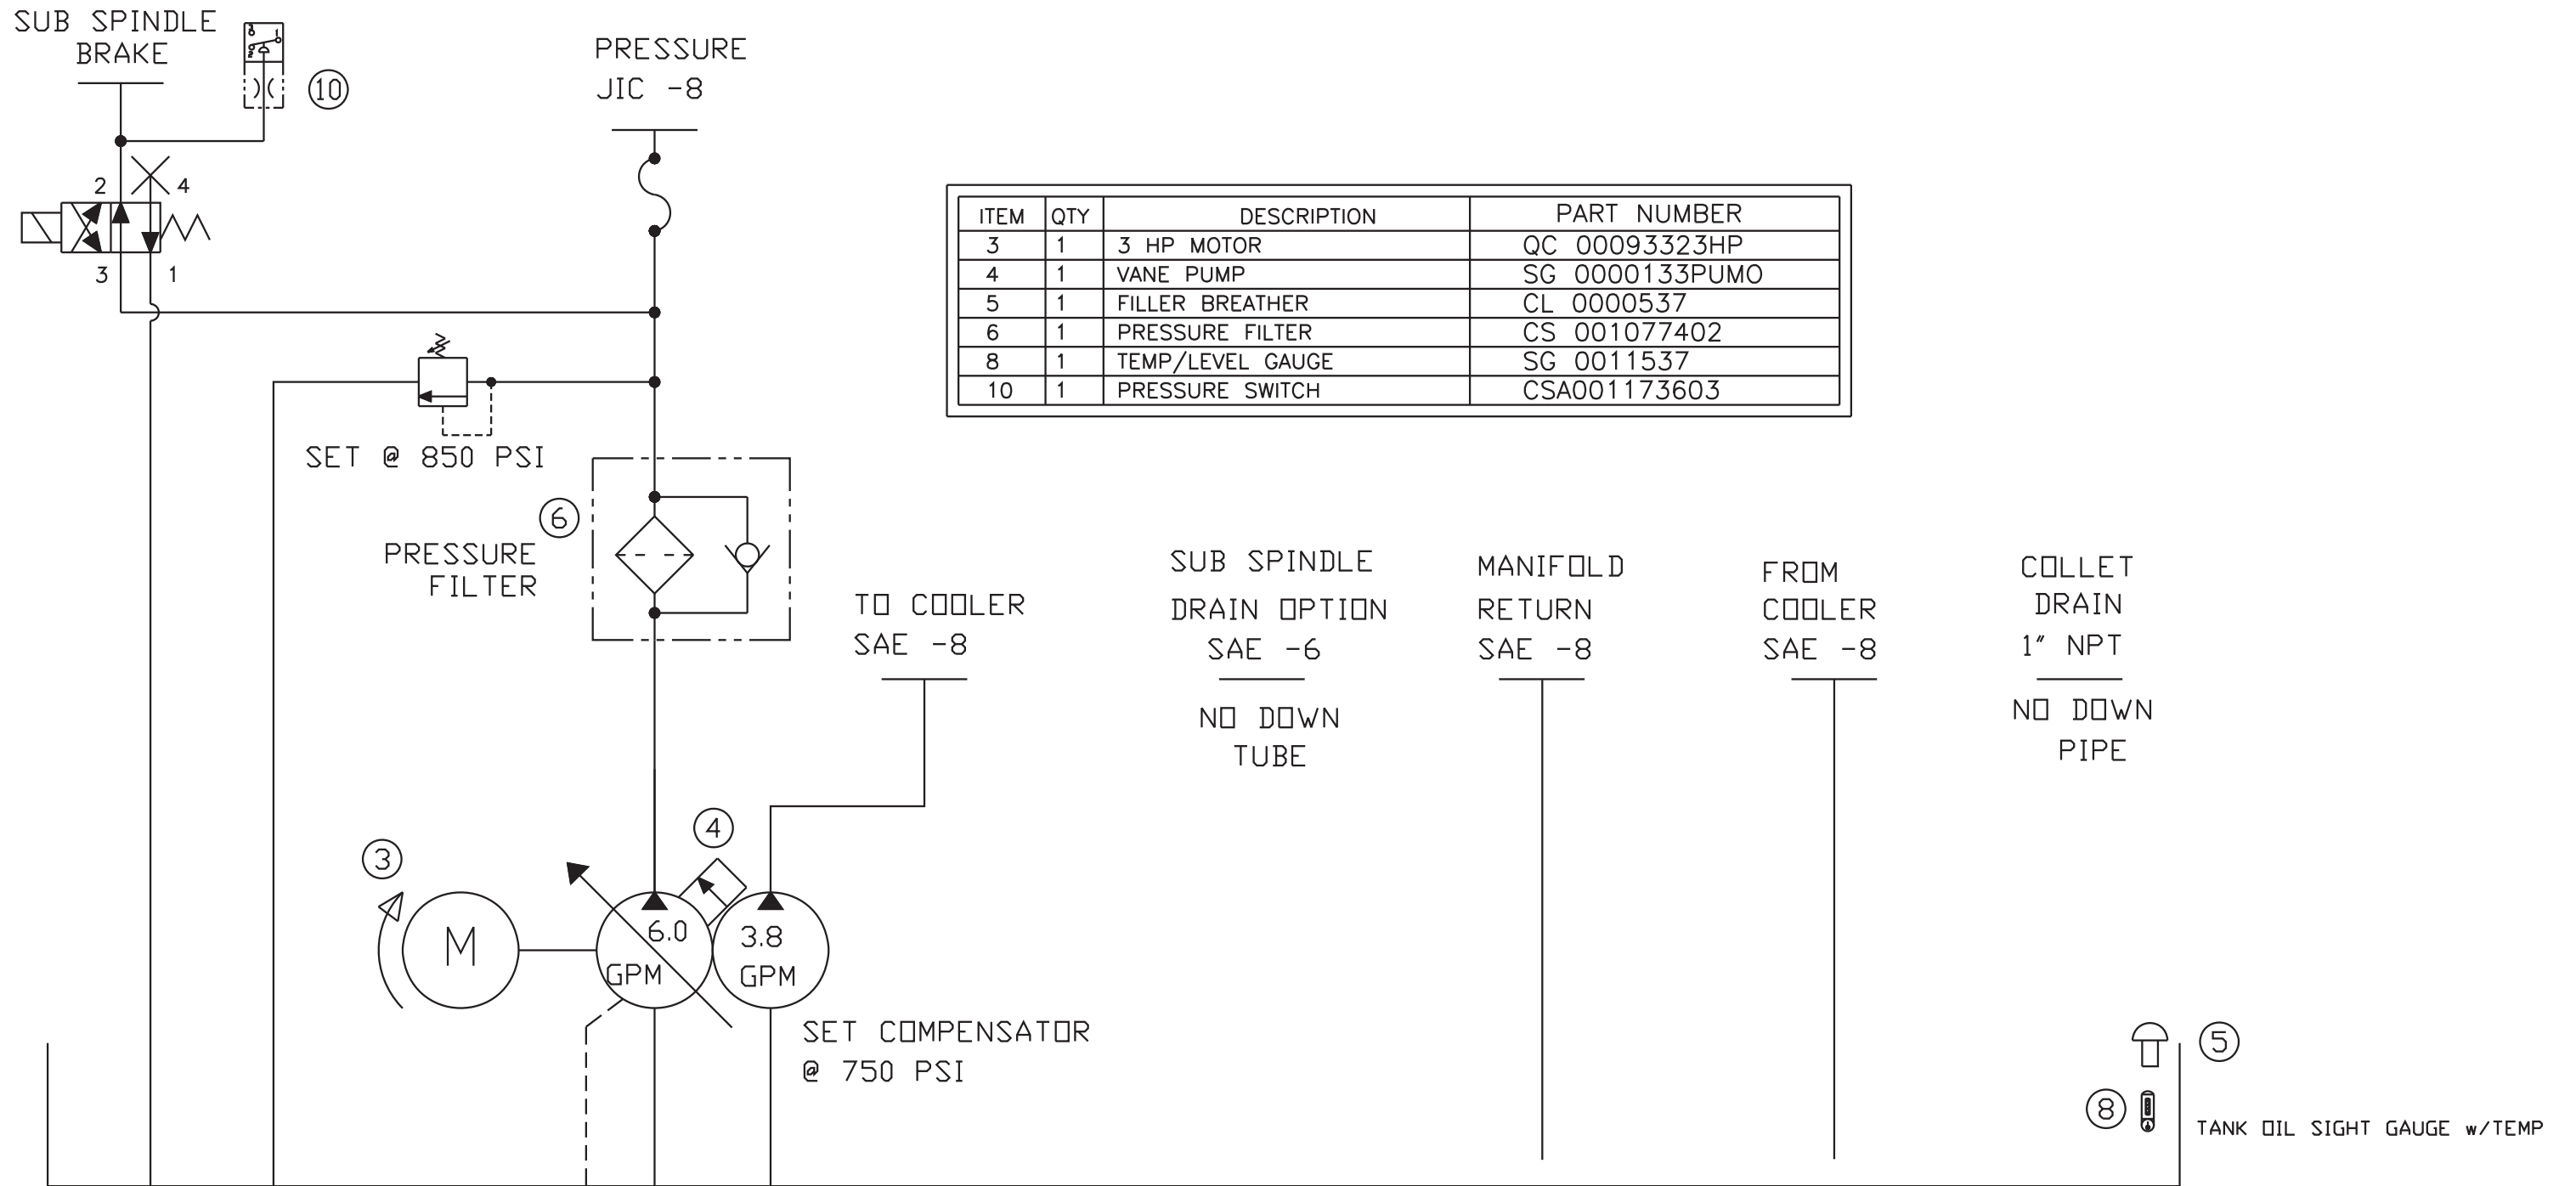 SUB SPINDLE
BRAKE
3
1
2
10
PRESSURE
JIC -8
2
4
3
1
ITEM QTY DESCRIPTION PART NUMBER
3 1 3 HP MOTOR QC 00093323HP
4 1 VANE PUMP SG 0000133PUMO
5 1 FILLER BREATHER CL 0000537
6 1 PRESSURE FILTER CS 001077402
8 1 TEMP/LEVEL GAUGE SG 0011537
10 1 PRESSURE SWITCH CSA001173603
SET @ 850 PSI
6
PRESSURE
FILTER
TO COOLER
SAE -8
SUB SPINDLE
DRAIN OPTION
SAE -6
NO DOWN
TUBE
MANIFOLD
RETURN
SAE -8
FROM
COOLER
SAE -8
COLLET
DRAIN
1" NPT
NO DOWN
PIPE
3
4
M
6.0
GPM
3.8
GPM
SET COMPENSATOR
@ 750 PSI
5
8
TANK OIL SIGHT GAUGE w/TEMP